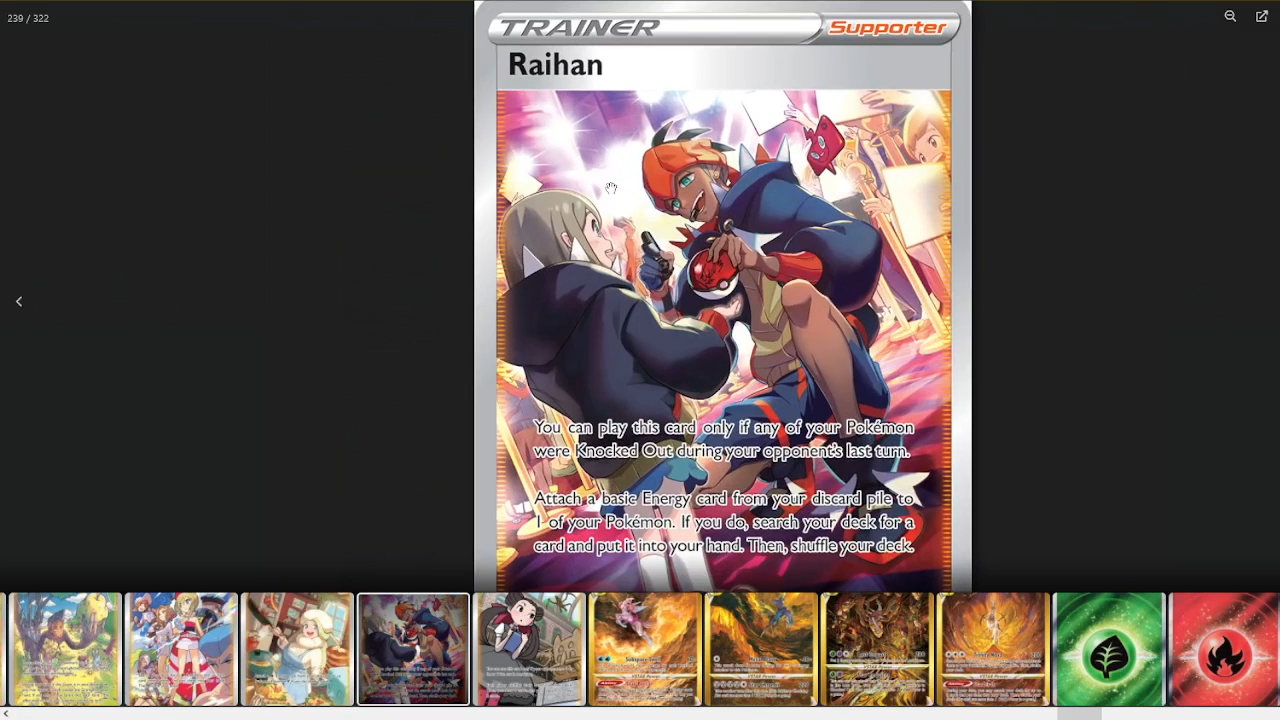 239 / 322
TRAINER
Supporter
Raihan
You can play this card only if any of your Pokémon
were Knocked Out during your opponent's last turn.
Attach a basic Energy card from your discard pile to
1 of your Pokémon. If you do, search your deck for a
card and put it into your hand. Then, shuffle your deck.